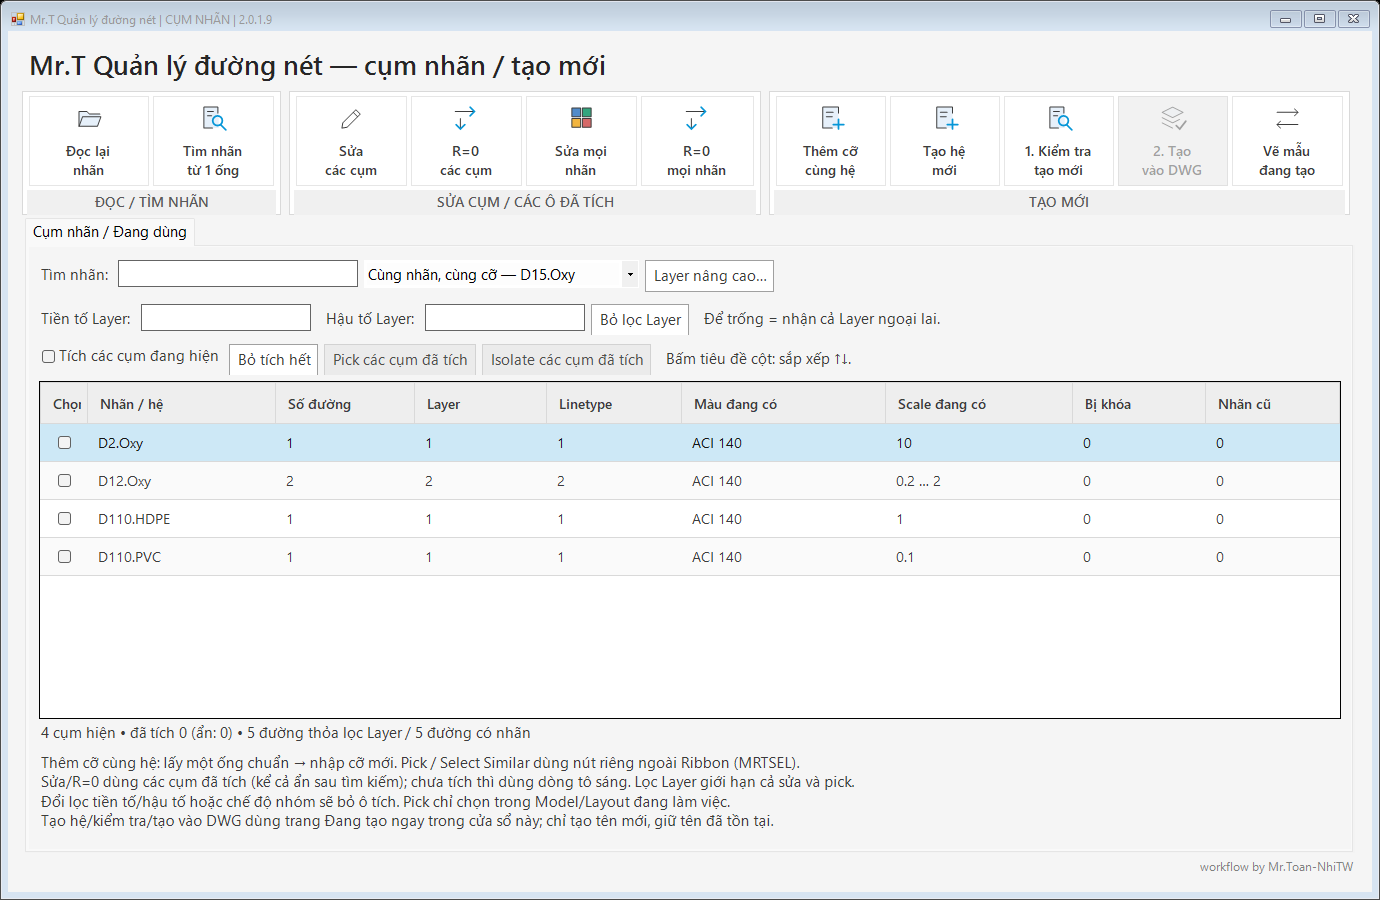 Mr.T Quản lý đường nét | CỤM NHÃN | 2.0.1.9
Mr.T Quản lý đường nét — cụm nhãn / tạo mới
Đọc lại nhãn
Tìm nhãn từ 1 ống
ĐỌC / TÌM NHÃN
Sửa các cụm
R=0 các cụm
Sửa mọi nhãn
R=0 mọi nhãn
SỬA CỤM / CÁC Ô ĐÃ TÍCH
Thêm cỡ cùng hệ
Tạo hệ mới
1. Kiểm tra tạo mới
2. Tạo vào DWG
Vẽ mẫu đang tạo
TẠO MỚI
Cụm nhãn / Đang dùng
Tìm nhãn: Cùng nhãn, cùng cỡ — D15.Oxy Layer nâng cao...
Tiền tố Layer: Hậu tố Layer: Bỏ lọc Layer Để trống = nhận cả Layer ngoại lai.
Tích các cụm đang hiện Bỏ tích hết Pick các cụm đã tích Isolate các cụm đã tích Bấm tiêu đề cột: sắp xếp ↑↓.
Chọn Nhãn / hệ Số đường Layer Linetype Màu đang có Scale đang có Bị khóa Nhãn cũ
D2.Oxy 1 1 1 ACI 140 10 0 0
D12.Oxy 2 2 2 ACI 140 0.2 ... 2 0 0
D110.HDPE 1 1 1 ACI 140 1 0 0
D110.PVC 1 1 1 ACI 140 0.1 0 0
4 cụm hiện • đã tích 0 (ẩn: 0) • 5 đường thỏa lọc Layer / 5 đường có nhãn
Thêm cỡ cùng hệ: lấy một ống chuẩn → nhập cỡ mới. Pick / Select Similar dùng nút riêng ngoài Ribbon (MRTSEL).
Sửa/R=0 dùng các cụm đã tích (kể cả ẩn sau tìm kiếm); chưa tích thì dùng dòng tô sáng. Lọc Layer giới hạn cả sửa và pick.
Đổi lọc tiền tố/hậu tố hoặc chế độ nhóm sẽ bỏ ô tích. Pick chỉ chọn trong Model/Layout đang làm việc.
Tạo hệ/kiểm tra/tạo vào DWG dùng trang Đang tạo ngay trong cửa sổ này; chỉ tạo tên mới, giữ tên đã tồn tại.
workflow by Mr.Toan-NhiTW